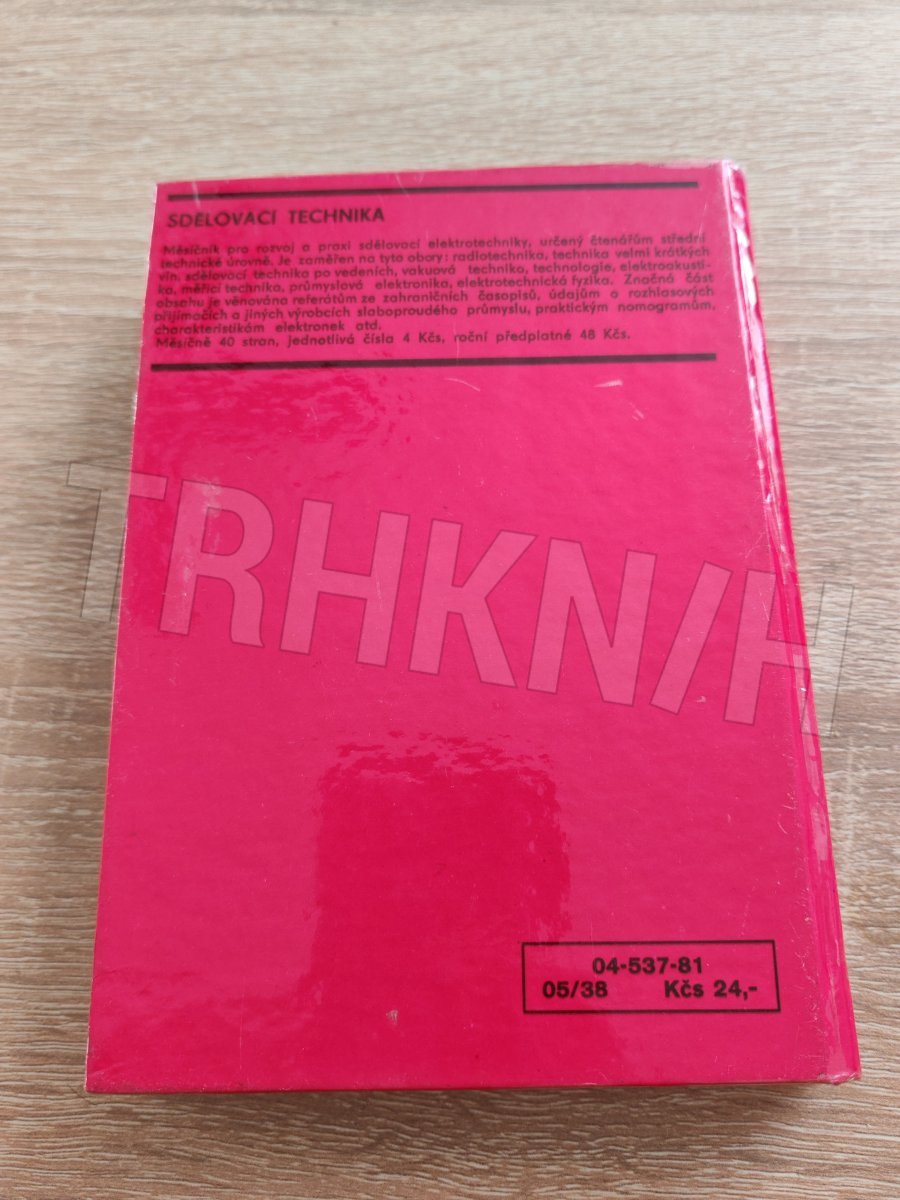 SDĚLOVACÍ TECHNIKA
Měsíčník pro rozvoj a praxi sdělovací elektrotechniky, určený čtenářům střední
technické úrovně. Je zaměřen na tyto obory: radiotechnika, technika velmi krátkých
vln, sdělovací technika po vedeních, vakuová technika, technologie, elektroakusti-
ka, měřicí technika, průmyslová elektronika, elektrotechnická fyzika. Značná část
obsahu je věnována referátům ze zahraničních časopisů, údajům o rozhlasových
přijímačích a jiných výrobcích slaboproudého průmyslu, praktickým nomogramům,
charakteristikám elektronek atd.
Měsíčně 40 stran, jednotlivá čísla 4 Kčs, roční předplatné 48 Kčs.
TRHKNIH
04-537-81
05/38 Kčs 24,-